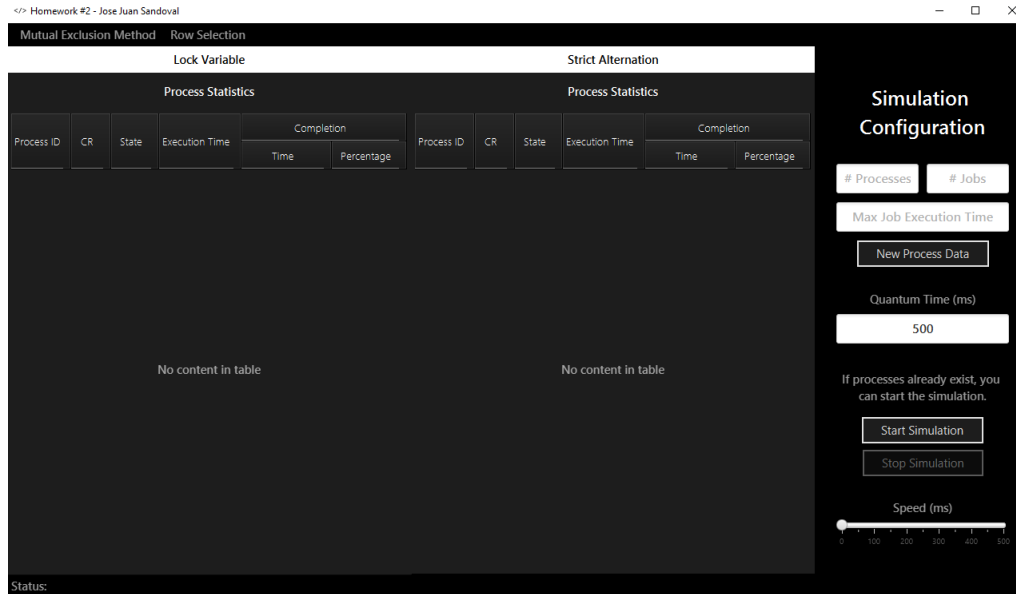 </> Homework #2 - Jose Juan Sandoval
Mutual Exclusion Method Row Selection
Lock Variable
Process Statistics
Process ID CR State Execution Time Completion
Time Percentage
No content in table
Strict Alternation
Process Statistics
Process ID CR State Execution Time Completion
Time Percentage
No content in table
Simulation
Configuration
# Processes # Jobs
Max Job Execution Time
New Process Data
Quantum Time (ms)
500
If processes already exist, you
can start the simulation.
Start Simulation
Stop Simulation
Speed (ms)
0 100 200 300 400 500
Status: